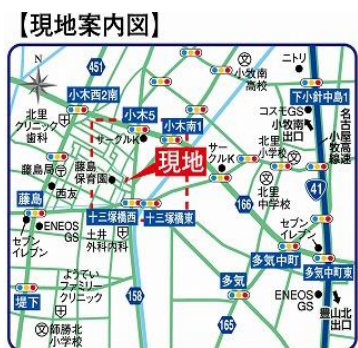 【現地案内図】
451
小木西2南
北里
クリニック
歯科
藤島局
西友
藤島
セブン
イレブン
ENEOS
GS
堤下
ようてい
ファミリー
クリニック
師勝北
小学校
小木5
サークルK
藤島
保育園
小木南1
現地
十三塚橋西
十三塚橋東
土井
外科内科
158
小牧南
高校
ニトリ
下小針中島1
コスモGS
小牧南
出口
名古屋高速
小牧線
サー
クルK
北里
小学校
北里
中学校
41
166
セブン
イレブン
多気中町
多気中町東
多気
165
ENEOS
GS
豊山北
出口